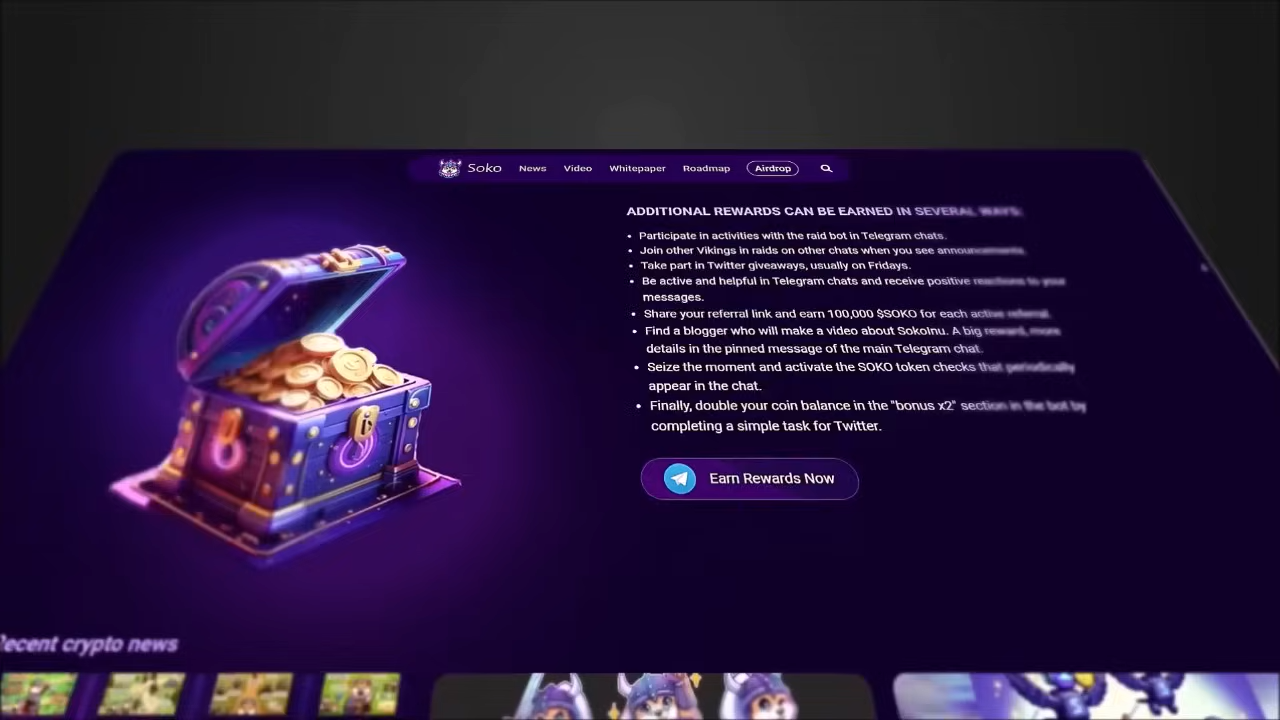 Soko News Video Whitepaper Roadmap Airdrop
ADDITIONAL REWARDS CAN BE EARNED IN SEVERAL WAYS:
• Participate in activities with the raid bot in Telegram chats.
• Join other Vikings in raids on other chats when you see announcements.
• Take part in Twitter giveaways, usually on Fridays.
• Be active and helpful in Telegram chats and receive positive reactions to your
messages.
• Share your referral link and earn 100,000 $SOKO for each active referral.
• Find a blogger who will make a video about SokoInu. A big reward, more
details in the pinned message of the main Telegram chat.
• Seize the moment and activate the SOKO token checks that periodically
appear in the chat.
• Finally, double your coin balance in the "bonus x2" section in the bot by
completing a simple task for Twitter.
Earn Rewards Now
Recent crypto news